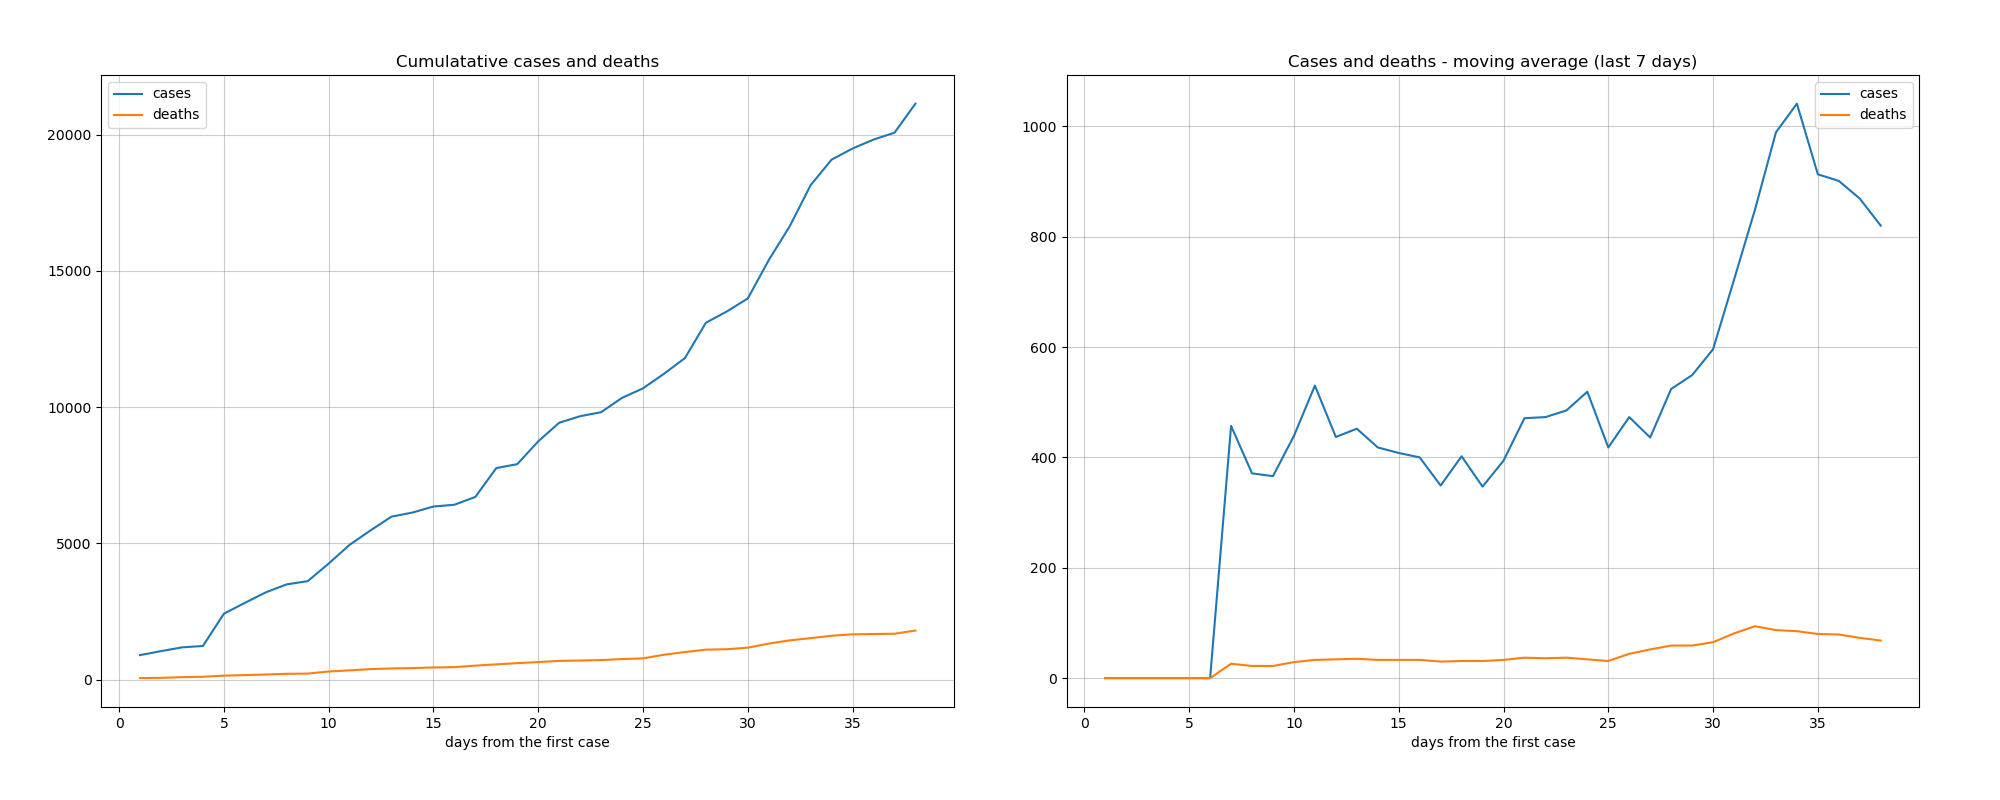 Cumulatative cases and deaths
cases
deaths
20000
15000
10000
5000
0
0 5 10 15 20 25 30 35
days from the first case
Cases and deaths - moving average (last 7 days)
cases
deaths
1000
800
600
400
200
0
0 5 10 15 20 25 30 35
days from the first case